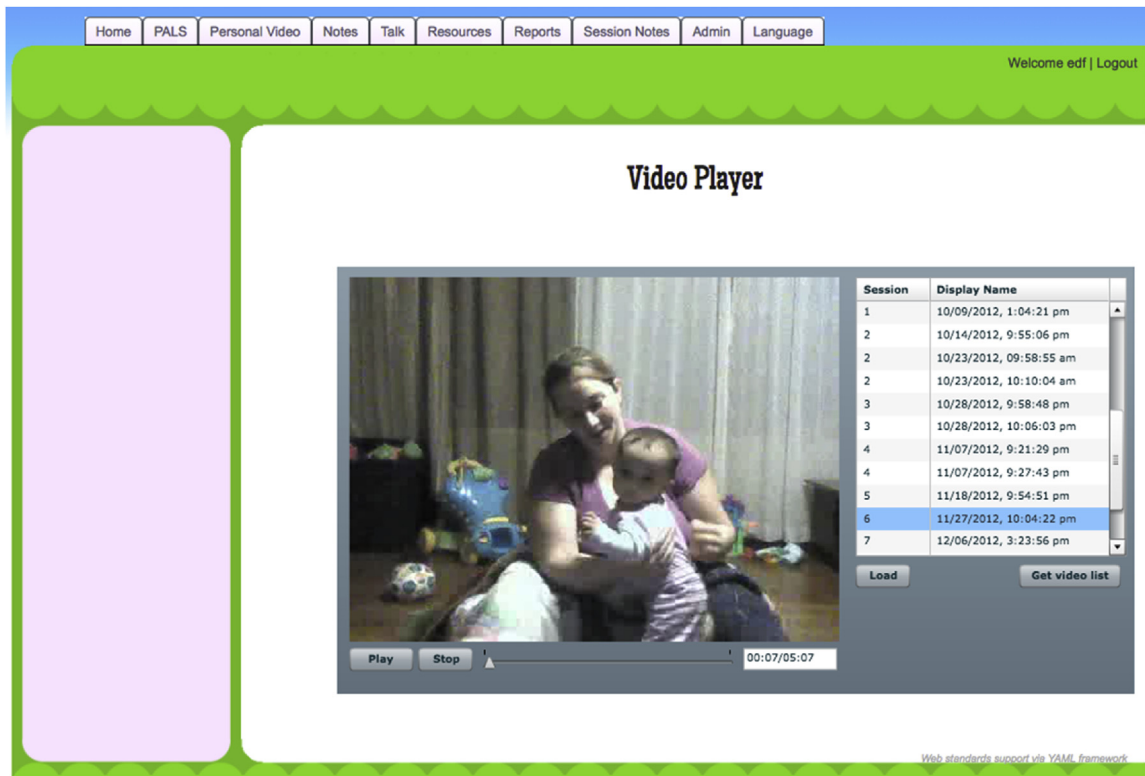 Home PALS Personal Video Notes Talk Resources Reports Session Notes Admin Language
Welcome edf | Logout
Video Player
Session Display Name
1 10/09/2012, 1:04:21 pm
2 10/14/2012, 9:55:06 pm
2 10/23/2012, 09:58:55 am
2 10/23/2012, 10:10:04 am
3 10/28/2012, 9:58:48 pm
3 10/28/2012, 10:06:03 pm
4 11/07/2012, 9:21:29 pm
4 11/07/2012, 9:27:43 pm
5 11/18/2012, 9:54:51 pm
6 11/27/2012, 10:04:22 pm
7 12/06/2012, 3:23:56 pm
Load Get video list
Play Stop 00:07/05:07
Web standards support via YAML framework